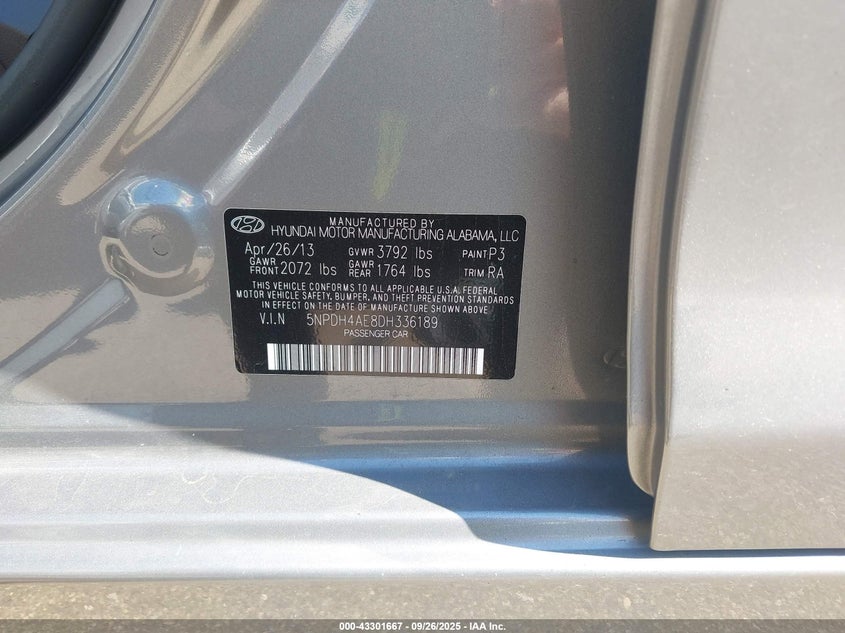 MANUFACTURED BY
HYUNDAI MOTOR MANUFACTURING ALABAMA, LLC
Apr/26/13 GVWR 3792 lbs PAINT P3
GAWR FRONT 2072 lbs GAWR REAR 1764 lbs TRIM RA
THIS VEHICLE CONFORMS TO ALL APPLICABLE U.S.A. FEDERAL
MOTOR VEHICLE SAFETY, BUMPER, AND THEFT PREVENTION STANDARDS
IN EFFECT ON THE DATE OF MANUFACTURE SHOWN ABOVE
V.I.N 5NPDH4AE8DH336189
PASSENGER CAR
000-43301667 - 09/26/2025 - IAA Inc.